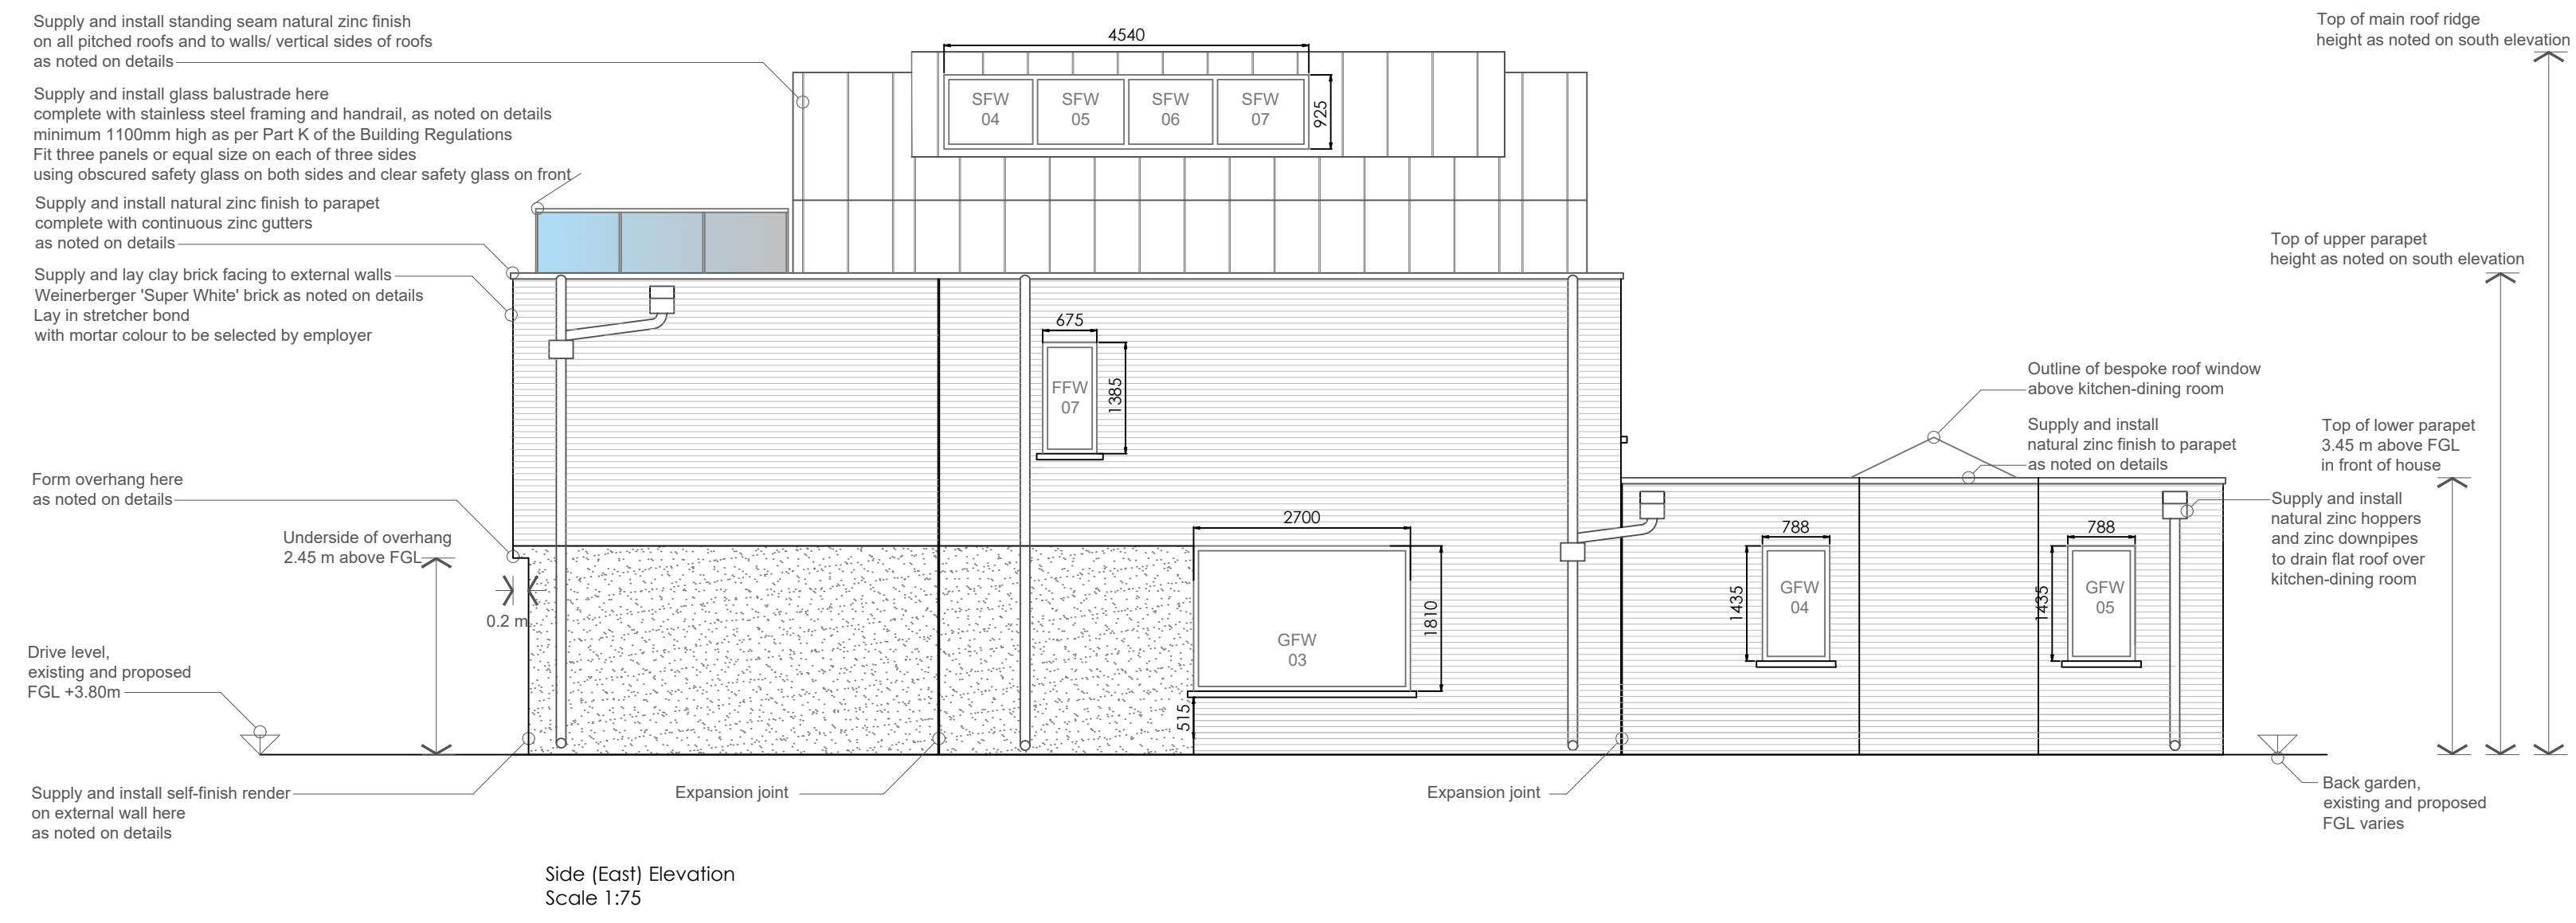 Supply and install standing seam natural zinc finish
on all pitched roofs and to walls/ vertical sides of roofs
as noted on details
Supply and install glass balustrade here
complete with stainless steel framing and handrail, as noted on details
minimum 1100mm high as per Part K of the Building Regulations
Fit three panels or equal size on each of three sides
using obscured safety glass on both sides and clear safety glass on front
Supply and install natural zinc finish to parapet
complete with continuous zinc gutters
as noted on details
Supply and lay clay brick facing to external walls
Weinerberger 'Super White' brick as noted on details
Lay in stretcher bond
with mortar colour to be selected by employer
Form overhang here
as noted on details
Underside of overhang
2.45 m above FGL
0.2 m
Drive level,
existing and proposed
FGL +3.80m
Supply and install self-finish render
on external wall here
as noted on details
4540
SFW
04
SFW
05
SFW
06
SFW
07
925
675
FFW
07
1385
2700
GFW
03
1810
515
788
GFW
04
1435
788
GFW
05
1435
Expansion joint
Expansion joint
Outline of bespoke roof window
above kitchen-dining room
Supply and install
natural zinc finish to parapet
as noted on details
Top of main roof ridge
height as noted on south elevation
Top of upper parapet
height as noted on south elevation
Top of lower parapet
3.45 m above FGL
in front of house
Supply and install
natural zinc hoppers
and zinc downpipes
to drain flat roof over
kitchen-dining room
Back garden,
existing and proposed
FGL varies
Side (East) Elevation
Scale 1:75